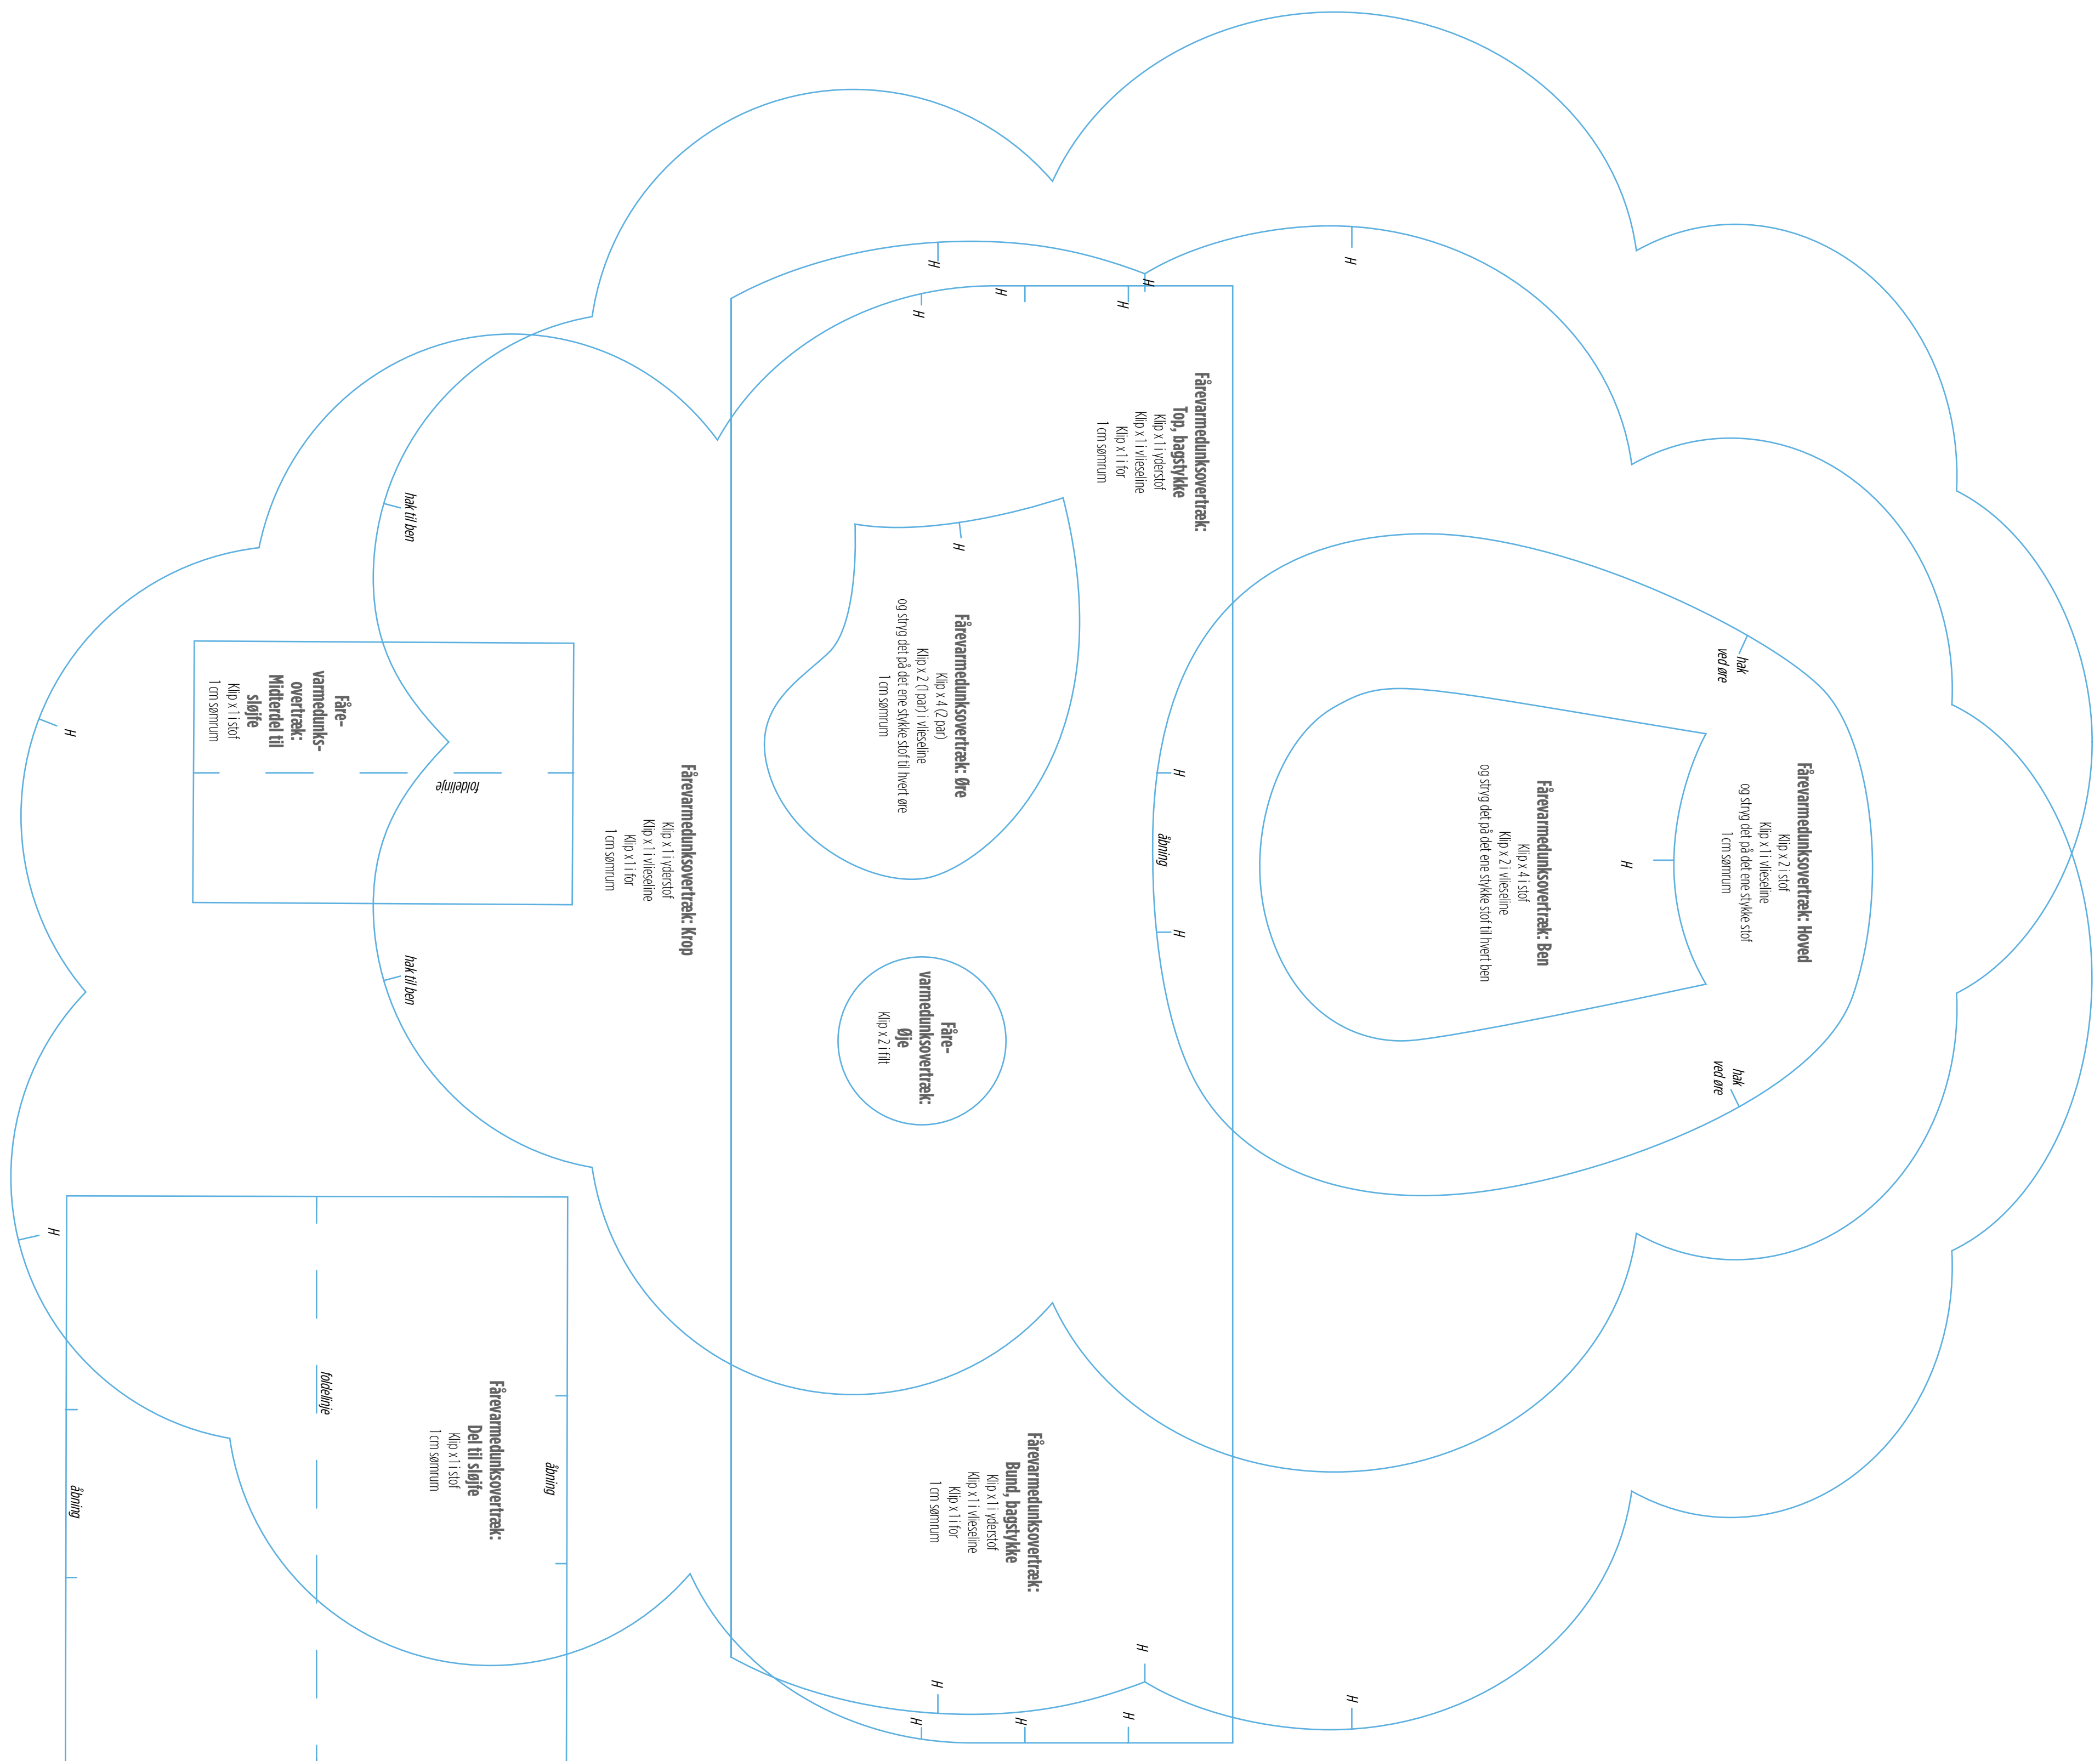 H
H
H
H
H
H
H
Fårevarmedunksovertræk:
Top, bagstykke
Klip x 1 i yderstof
Klip x 1 i vlieseline
Klip x 1 i for
1 cm sømrum
hak til ben
H
Fårevarmedunksovertræk: Øre
Klip x 4 (2 par)
Klip x 2 (1 par) i vlieseline
og stryg det på det ene stykke stof til hvert øre
1 cm sømrum
hak
ved øre
Fåre-
varmedunks-
overtræk:
Midterdel til
sløjfe
Klip x 1 i stof
1 cm sømrum
foldelinje
H
Fårevarmedunksovertræk: Krop
Klip x 1 i yderstof
Klip x 1 i vlieseline
Klip x 1 i for
1 cm sømrum
H
åbning
H
Fårevarmedunksovertræk: Ben
Klip x 4 i stof
Klip x 2 i vlieseline
og stryg det på det ene stykke stof til hvert ben
H
Fårevarmedunksovertræk: Hoved
Klip x 2 i stof
Klip x 1 i vlieseline
og stryg det på det ene stykke stof
1 cm sømrum
hak til ben
Fåre-
varmedunksovertræk:
Øje
Klip x 2 i filt
hak
ved øre
H
foldelinje
Fårevarmedunksovertræk:
Del til sløjfe
Klip x 1 i stof
1 cm sømrum
åbning
åbning
Fårevarmedunksovertræk:
Bund, bagstykke
Klip x 1 i yderstof
Klip x 1 i vlieseline
Klip x 1 i for
1 cm sømrum
H
H
H
H
H
H